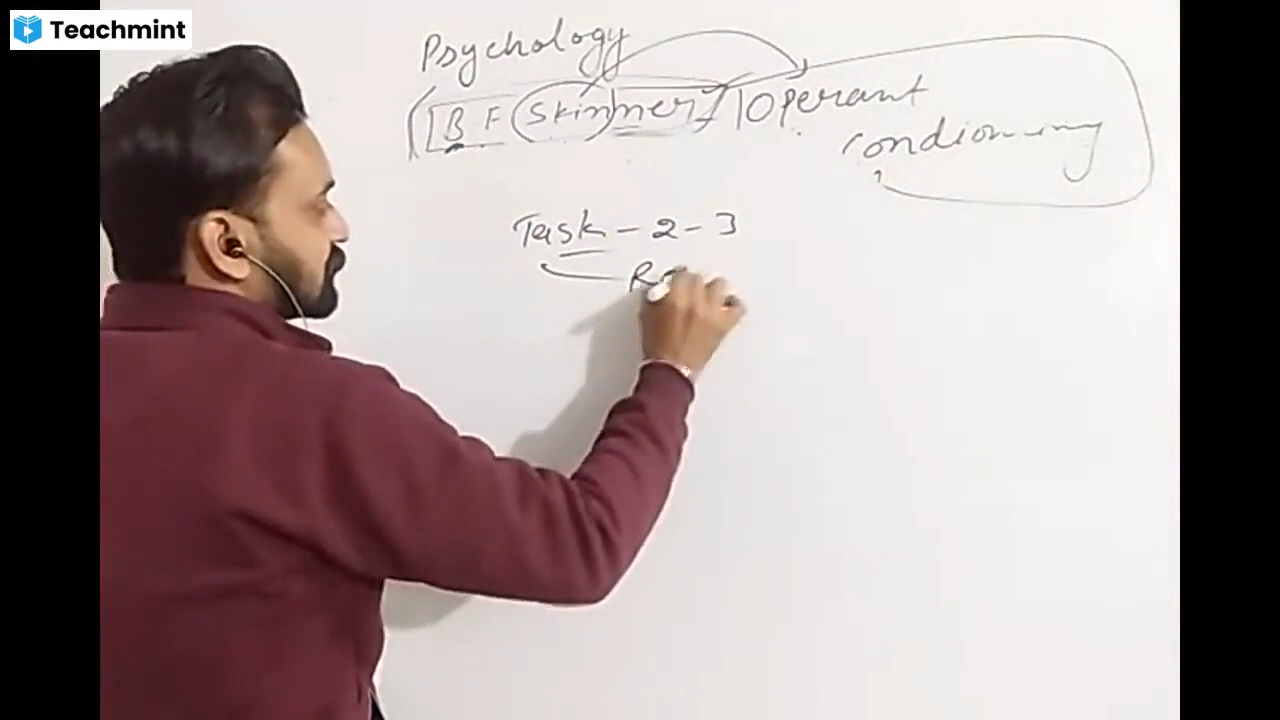 Teachmint
Psychology
[B F Skinner] Operant
condioning
Task - 2 - 3